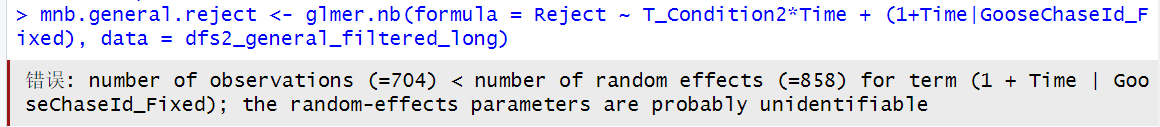 > mnb.general.reject <- glmer.nb(formula = Reject ~ T_Condition2*Time + (1+Time|GooseChaseId_F
ixed), data = dfs2_general_filtered_long)
错误: number of observations (=704) < number of random effects (=858) for term (1 + Time | Goo
seChaseId_Fixed); the random-effects parameters are probably unidentifiable